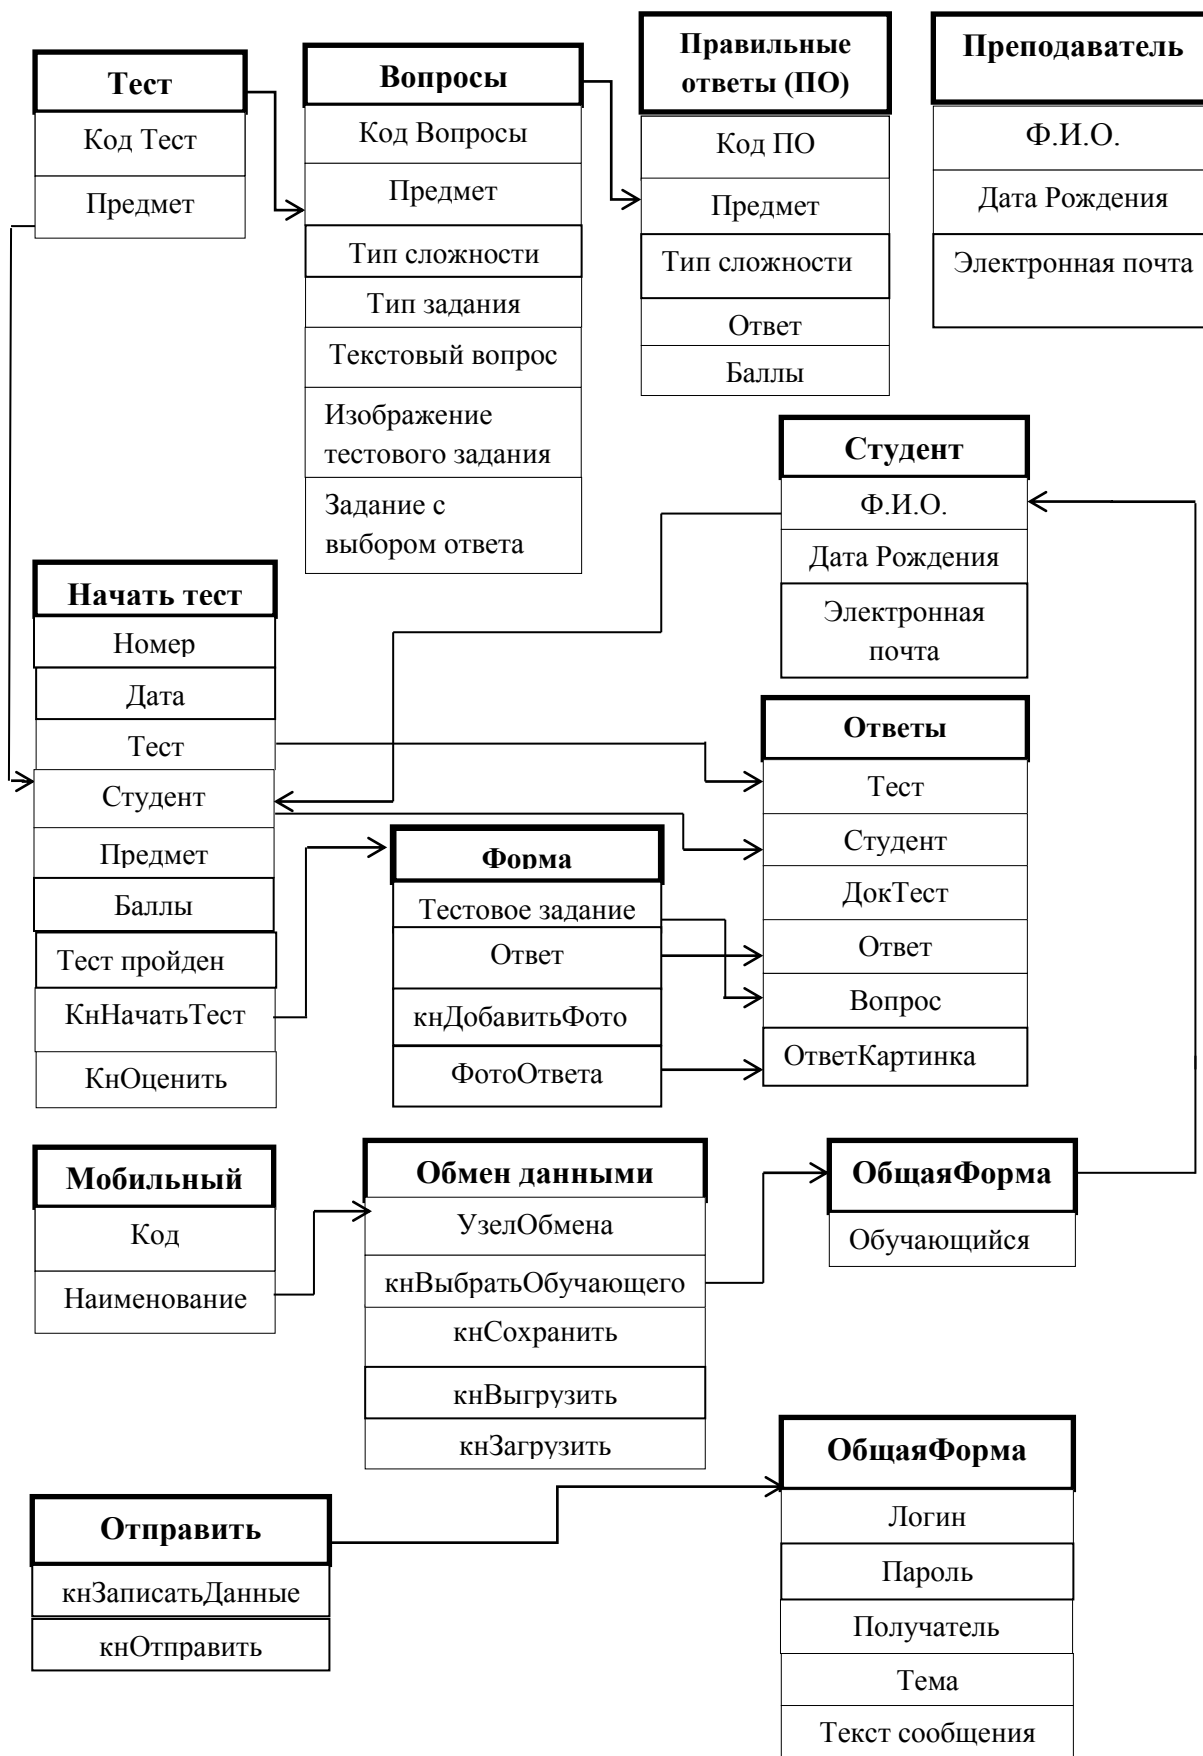 Тест
Код Тест
Предмет
Вопросы
Код Вопросы
Предмет
Тип сложности
Тип задания
Текстовый вопрос
Изображение
тестового задания
Задание с
выбором ответа
Правильные
ответы (ПО)
Код ПО
Предмет
Тип сложности
Ответ
Баллы
Преподаватель
Ф.И.О.
Дата Рождения
Электронная почта
Студент
Ф.И.О.
Дата Рождения
Электронная
почта
Начать тест
Номер
Дата
Тест
Студент
Предмет
Баллы
Тест пройден
КнНачатьТест
КнОценить
Форма
Тестовое задание
Ответ
кнДобавитьФото
ФотоОтвета
Ответы
Тест
Студент
ДокТест
Ответ
Вопрос
ОтветКартинка
Мобильный
Код
Наименование
Обмен данными
УзелОбмена
кнВыбратьОбучающего
кнСохранить
кнВыгрузить
кнЗагрузить
ОбщаяФорма
Обучающийся
Отправить
кнЗаписатьДанные
кнОтправить
ОбщаяФорма
Логин
Пароль
Получатель
Тема
Текст сообщения